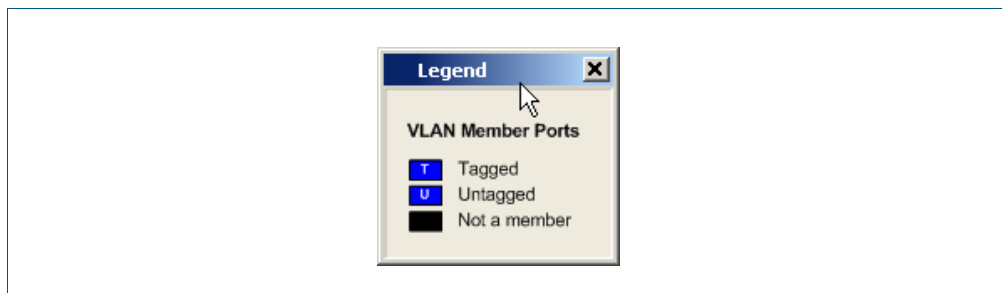 Legend
VLAN Member Ports
T Tagged
U Untagged
Not a member